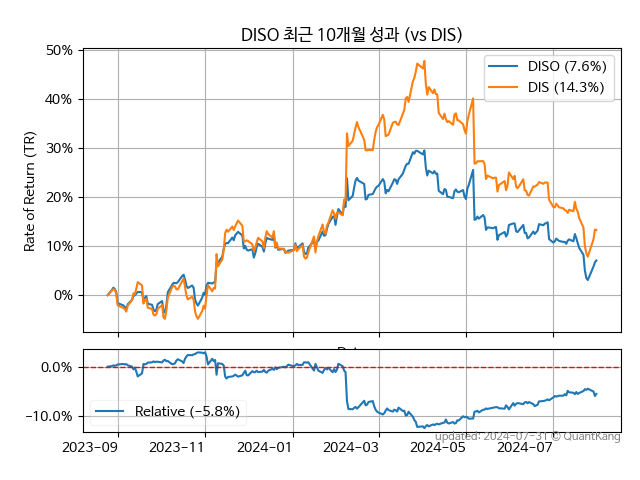 DISO 최근 10개월 성과 (vs DIS)
50%
40%
30%
20%
10%
0%
Rate of Return (TR)
DISO (7.6%)
DIS (14.3%)
0.0%
−10.0%
Relative (−5.8%)
2023-09
2023-11
2024-01
2024-03
2024-05
2024-07
updated: 2024-07-31 © QuantKang